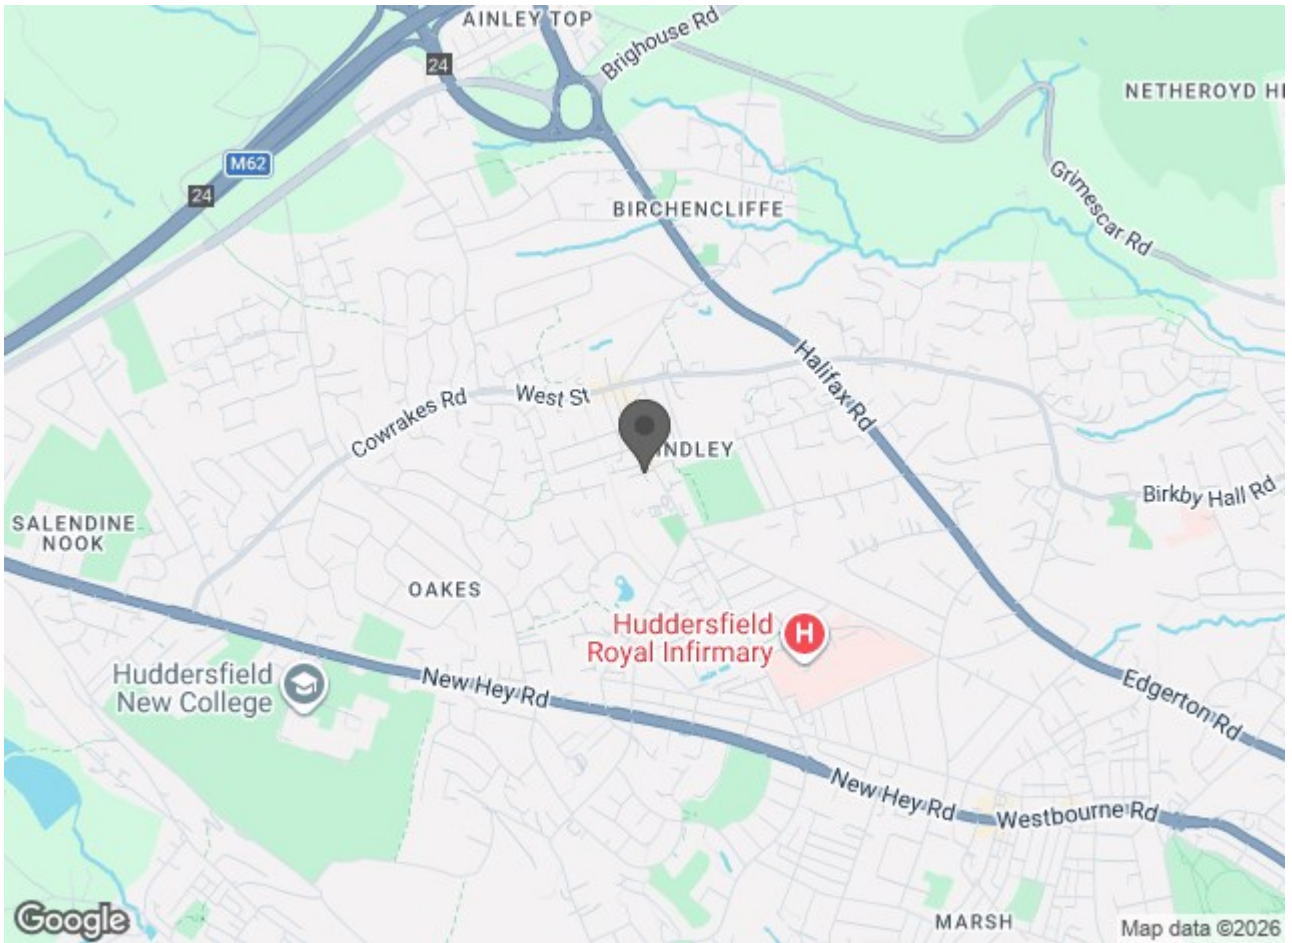 AINLEY TOP
Brighouse Rd
24
NETHEROYD HI
M62
24
Grimescar Rd
BIRCHENCLIFFE
Halifax Rd
West St
Cowrakes Rd
INDLEY
Birkby Hall Rd
SALENDINE
NOOK
OAKES
Huddersfield
Royal Infirmary
H
Huddersfield
New College
New Hey Rd
Edgerton Rd
New Hey Rd
Westbourne Rd
MARSH
Google
Map data ©2026